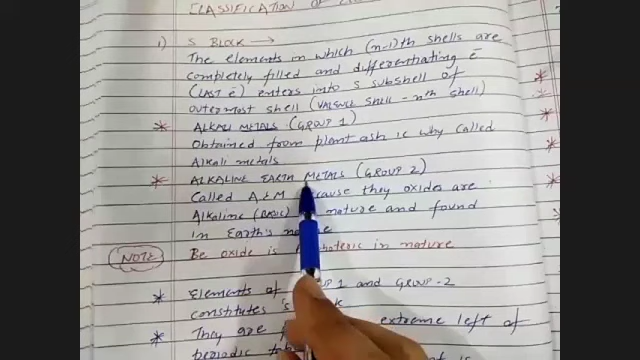 CLASSIFICATION OF
1) S BLOCK →
The elements in which (n-1)th shells are
completely filled and differentiating e̅
(LAST e̅) enters into S subshell of
outermost shell (VALENCE SHELL - nth shell)
* ALKALI METALS (GROUP 1)
Obtained from plant ash is why called
Alkali metals
* ALKALINE EARTH METALS (GROUP 2)
Called A E M because they oxides are
Alkaline (BASIC) nature and found
in Earth's
NOTE Be oxide is in nature
* Elements of 1 and GROUP-2
constitutes S
* They are extreme left of
periodic